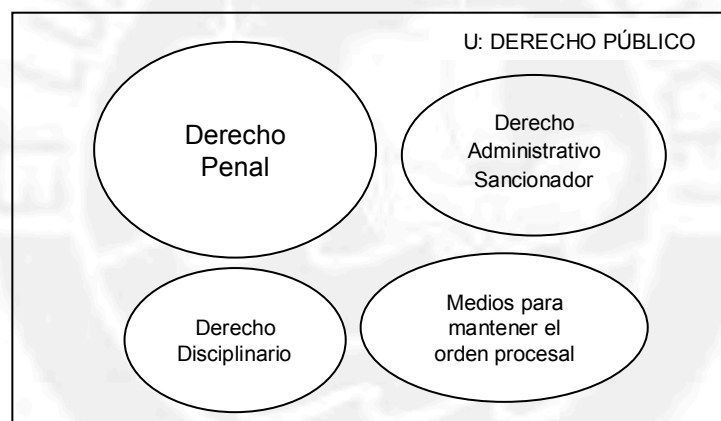 U: DERECHO PÚBLICO
Derecho
Penal
Derecho
Administrativo
Sancionador
Derecho
Disciplinario
Medios para
mantener el
orden procesal